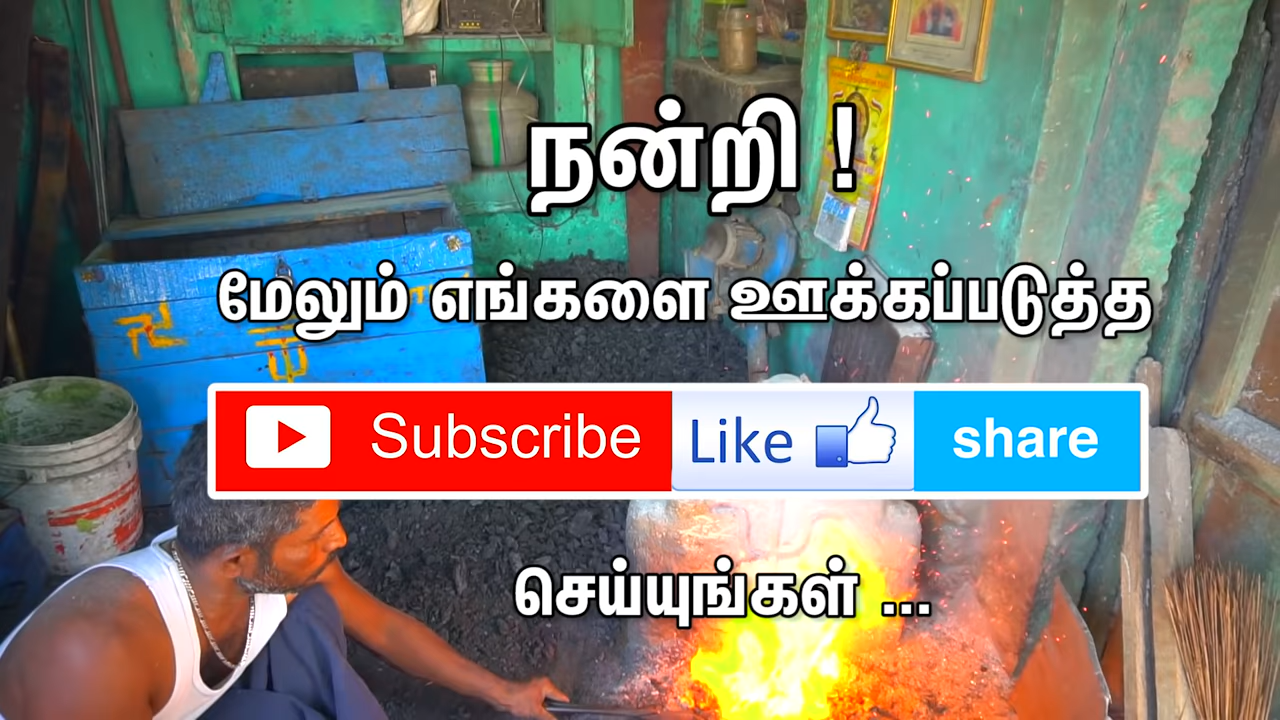 நன்றி !
மேலும் எங்களை ஊக்கப்படுத்த
Subscribe Like share
செய்யுங்கள் ...